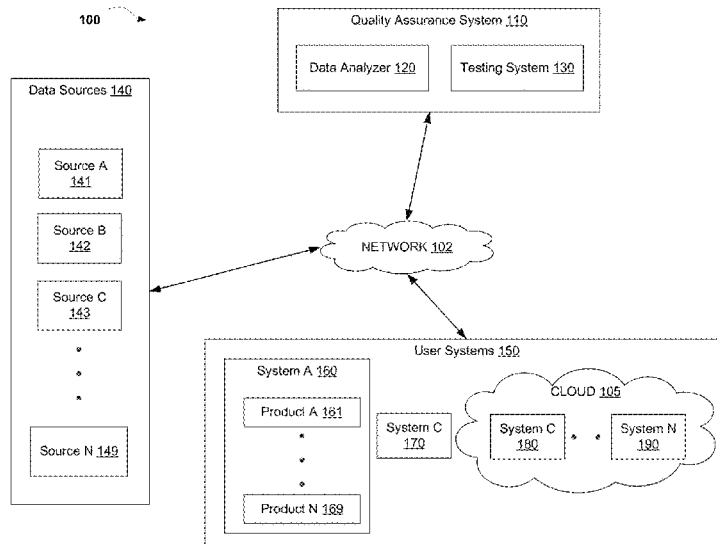 100
Quality Assurance System 110
Data Analyzer 120
Testing System 130
Data Sources 140
Source A
141
Source B
142
Source C
143
Source N 149
NETWORK 102
User Systems 150
System A 160
Product A 161
Product N 169
System C
170
CLOUD 105
System C
180
System N
190